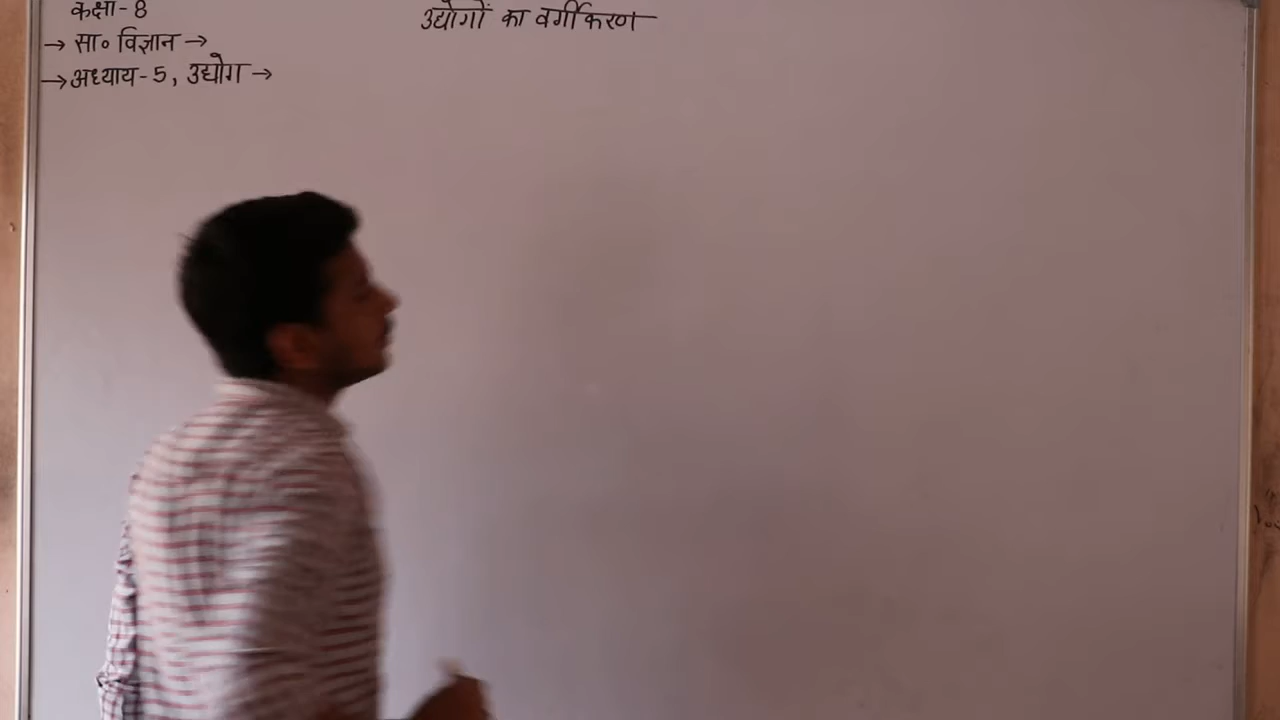 कक्षा-8
→ सा० विज्ञान →
→ अध्याय-5, उद्योग →
उद्योगों का वर्गीकरण